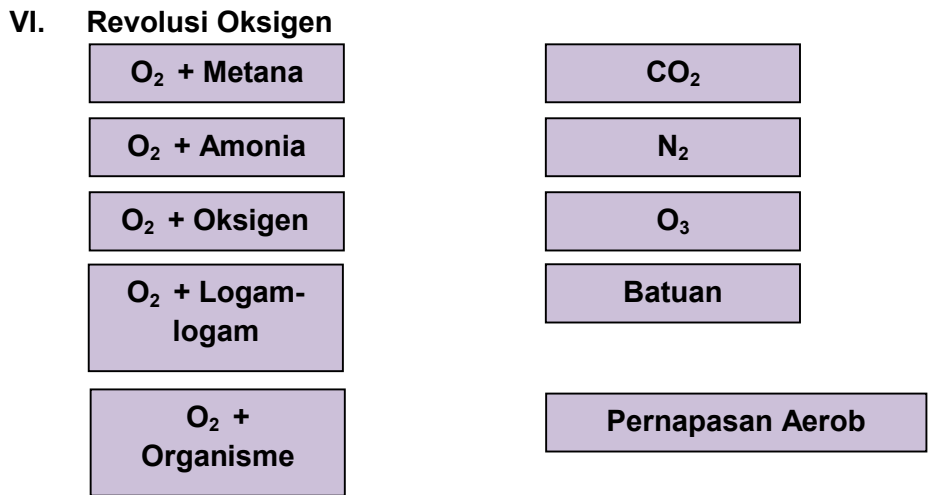 VI. Revolusi Oksigen
O₂ + Metana
CO₂
O₂ + Amonia
N₂
O₂ + Oksigen
O₃
O₂ + Logam-
logam
Batuan
O₂ +
Organisme
Pernapasan Aerob